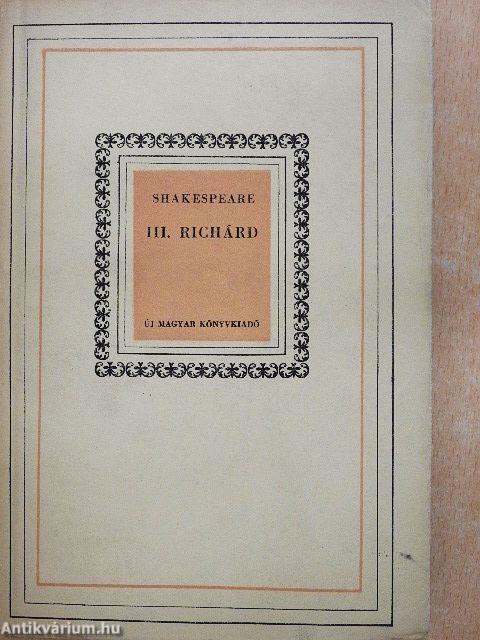 SHAKESPEARE
III. RICHÁRD
ÚJ MAGYAR KÖNYVKIADÓ
Antikvárium.hu